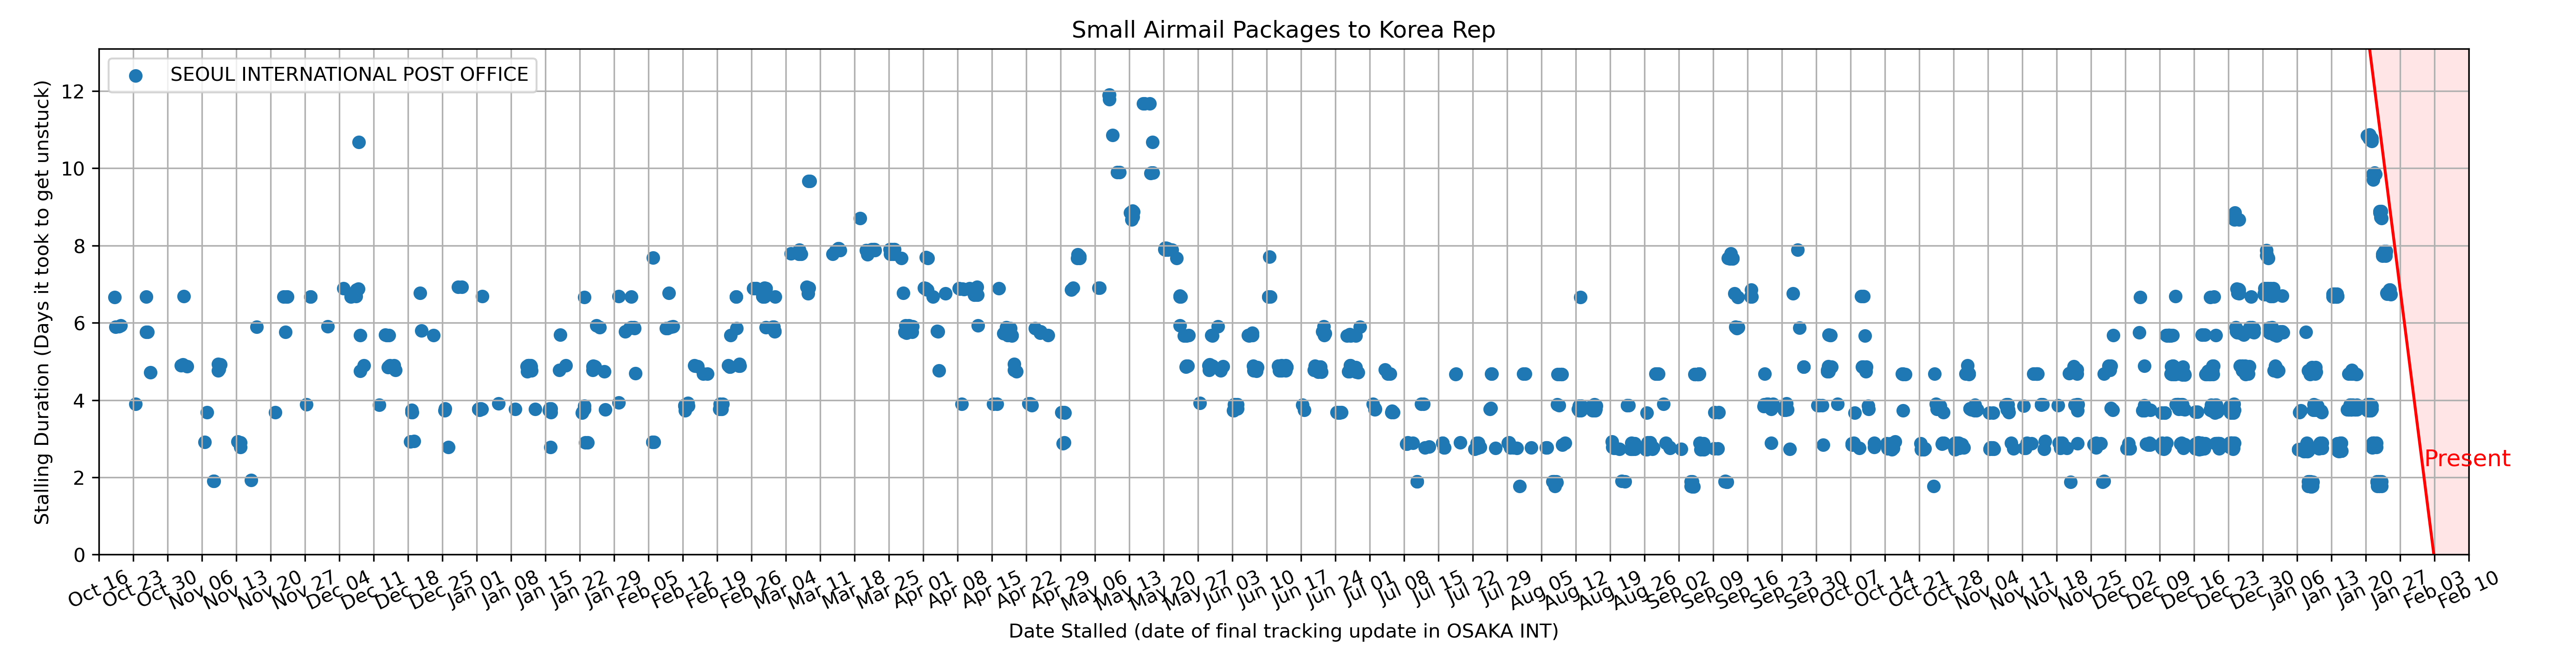 Small Airmail Packages to Korea Rep
SEOUL INTERNATIONAL POST OFFICE
Stalling Duration (Days it took to get unstuck)
12
10
8
6
4
2
0
Present
Oct 16 Oct 23 Oct 30 Nov 06 Nov 13 Nov 20 Nov 27 Dec 04 Dec 11 Dec 18 Dec 25 Jan 01 Jan 08 Jan 15 Jan 22 Jan 29 Feb 05 Feb 12 Feb 19 Feb 26 Mar 04 Mar 11 Mar 18 Mar 25 Apr 01 Apr 08 Apr 15 Apr 22 Apr 29 May 06 May 13 May 20 May 27 Jun 03 Jun 10 Jun 17 Jun 24 Jul 01 Jul 08 Jul 15 Jul 22 Jul 29 Aug 05 Aug 12 Aug 19 Aug 26 Sep 02 Sep 09 Sep 16 Sep 23 Sep 30 Oct 07 Oct 14 Oct 21 Oct 28 Nov 04 Nov 11 Nov 18 Nov 25 Dec 02 Dec 09 Dec 16 Dec 23 Dec 30 Jan 06 Jan 13 Jan 20 Jan 27 Feb 03 Feb 10
Date Stalled (date of final tracking update in OSAKA INT)